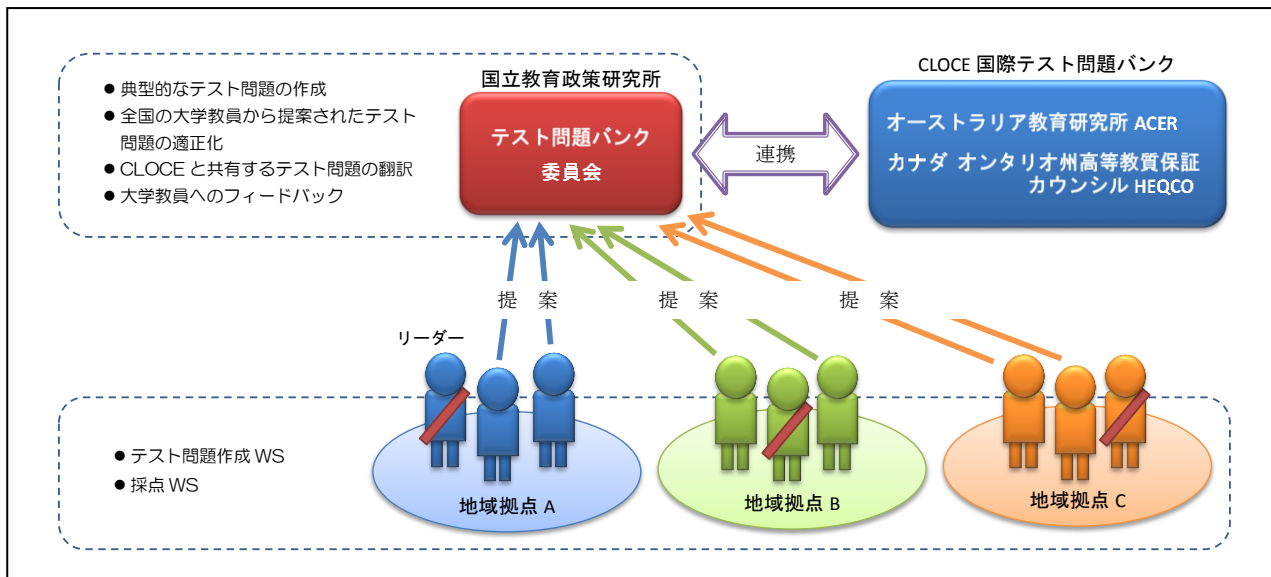 ● 典型的なテスト問題の作成
● 全国の大学教員から提案されたテスト
問題の適正化
● CLOCE と共有するテスト問題の翻訳
● 大学教員へのフィードバック
国立教育政策研究所
テスト問題バンク
委員会
連携
CLOCE 国際テスト問題バンク
オーストラリア教育研究所 ACER
カナダ オンタリオ州高等教質保証
カウンシル HEQCO
提 案
提 案
提 案
リーダー
● テスト問題作成 WS
● 採点 WS
地域拠点 A
地域拠点 B
地域拠点 C